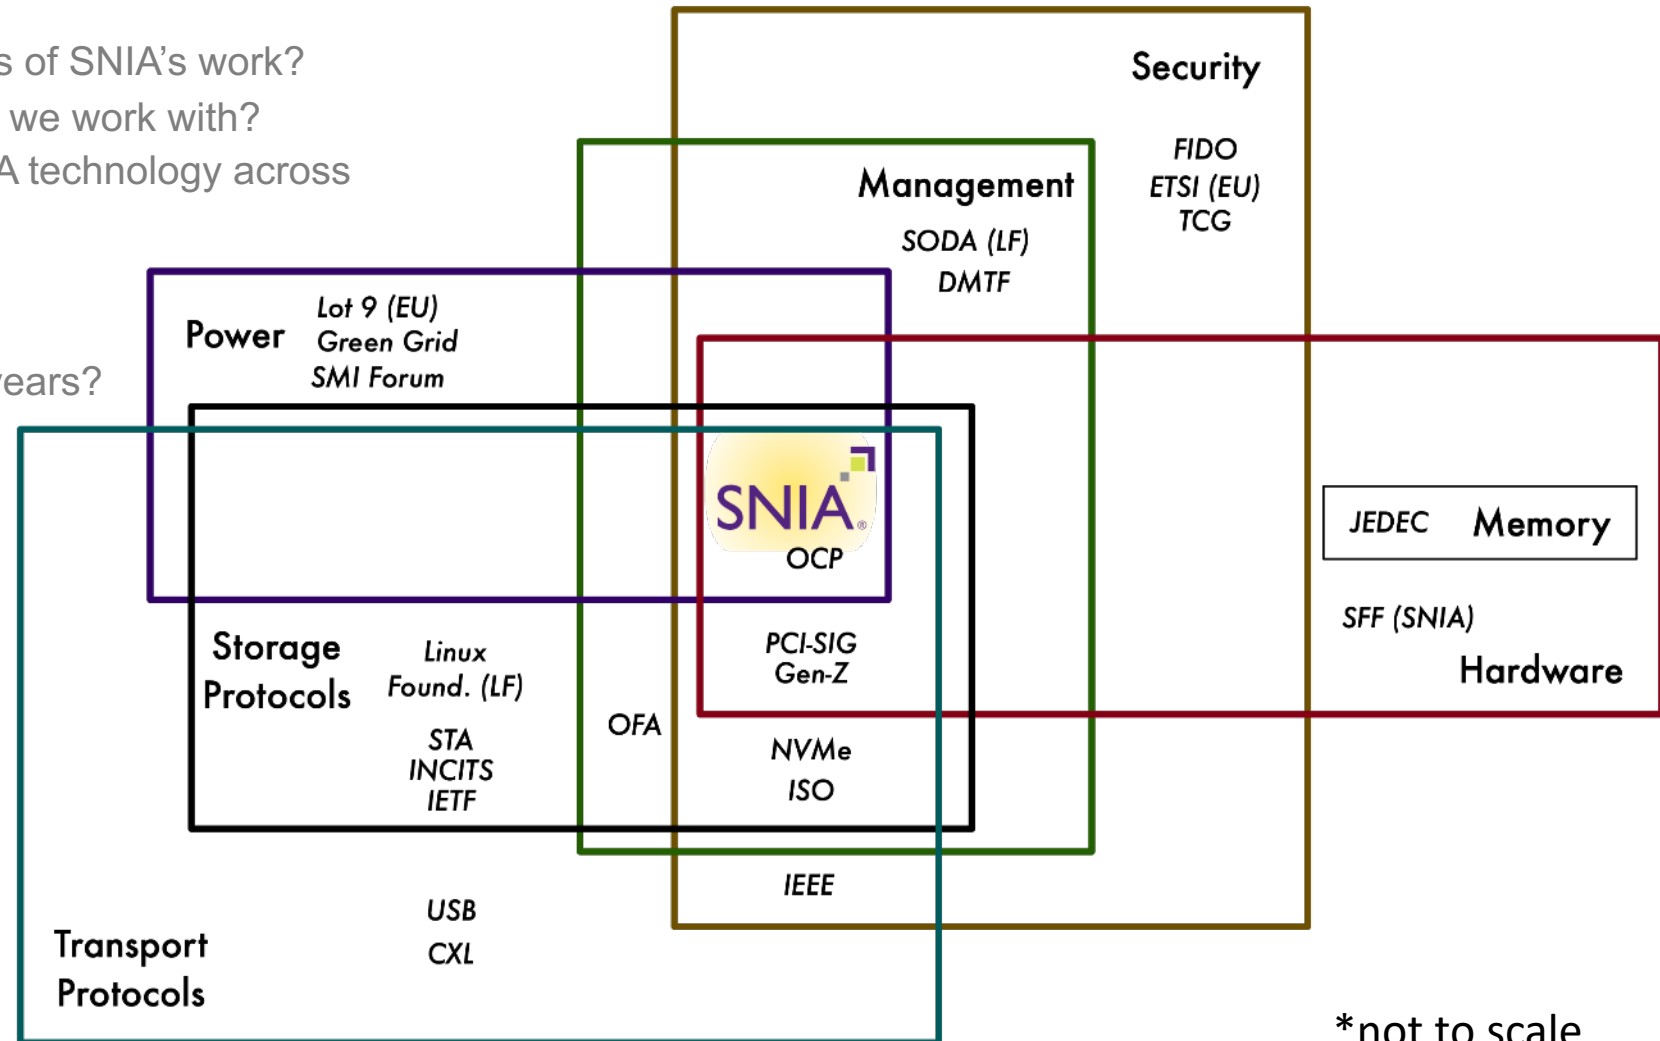 s of SNIA's work?
we work with?
A technology across
years?
Security
FIDO
ETSI (EU)
TCG
Management
SODA (LF)
DMTF
Power
Lot 9 (EU)
Green Grid
SMI Forum
SNIA®
OCP
JEDEC Memory
SFF (SNIA)
Hardware
Storage
Protocols
Linux
Found. (LF)
STA
INCITS
IETF
OFA
PCI-SIG
Gen-Z
NVMe
ISO
IEEE
USB
CXL
Transport
Protocols
*not to scale